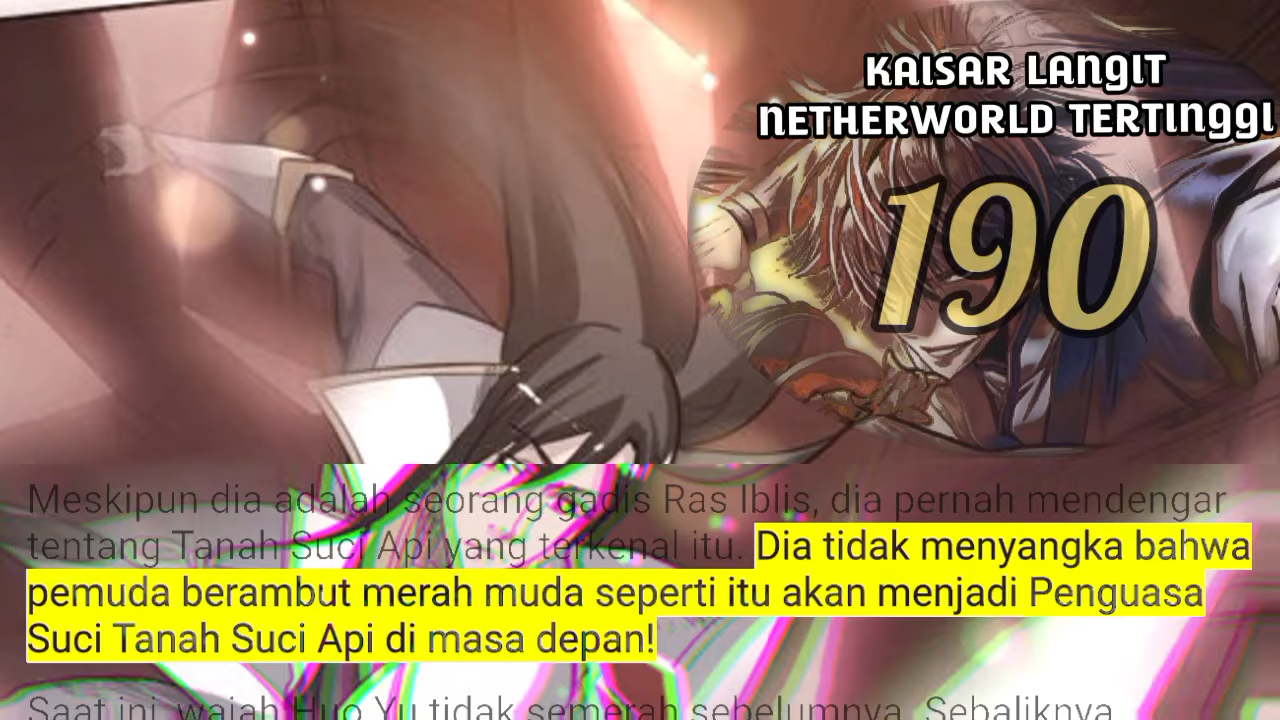 KAISAR LANGIT
NETHERWORLD TERTINGGI
190
Meskipun dia adalah seorang gadis Ras Iblis, dia pernah mendengar
tentang Tanah Suci Api yang terkenal itu. Dia tidak menyangka bahwa
pemuda berambut merah muda seperti itu akan menjadi Penguasa
Suci Tanah Suci Api di masa depan!
Saat ini, wajah Huo Yu tidak semerah sebelumnya. Sebaliknya,